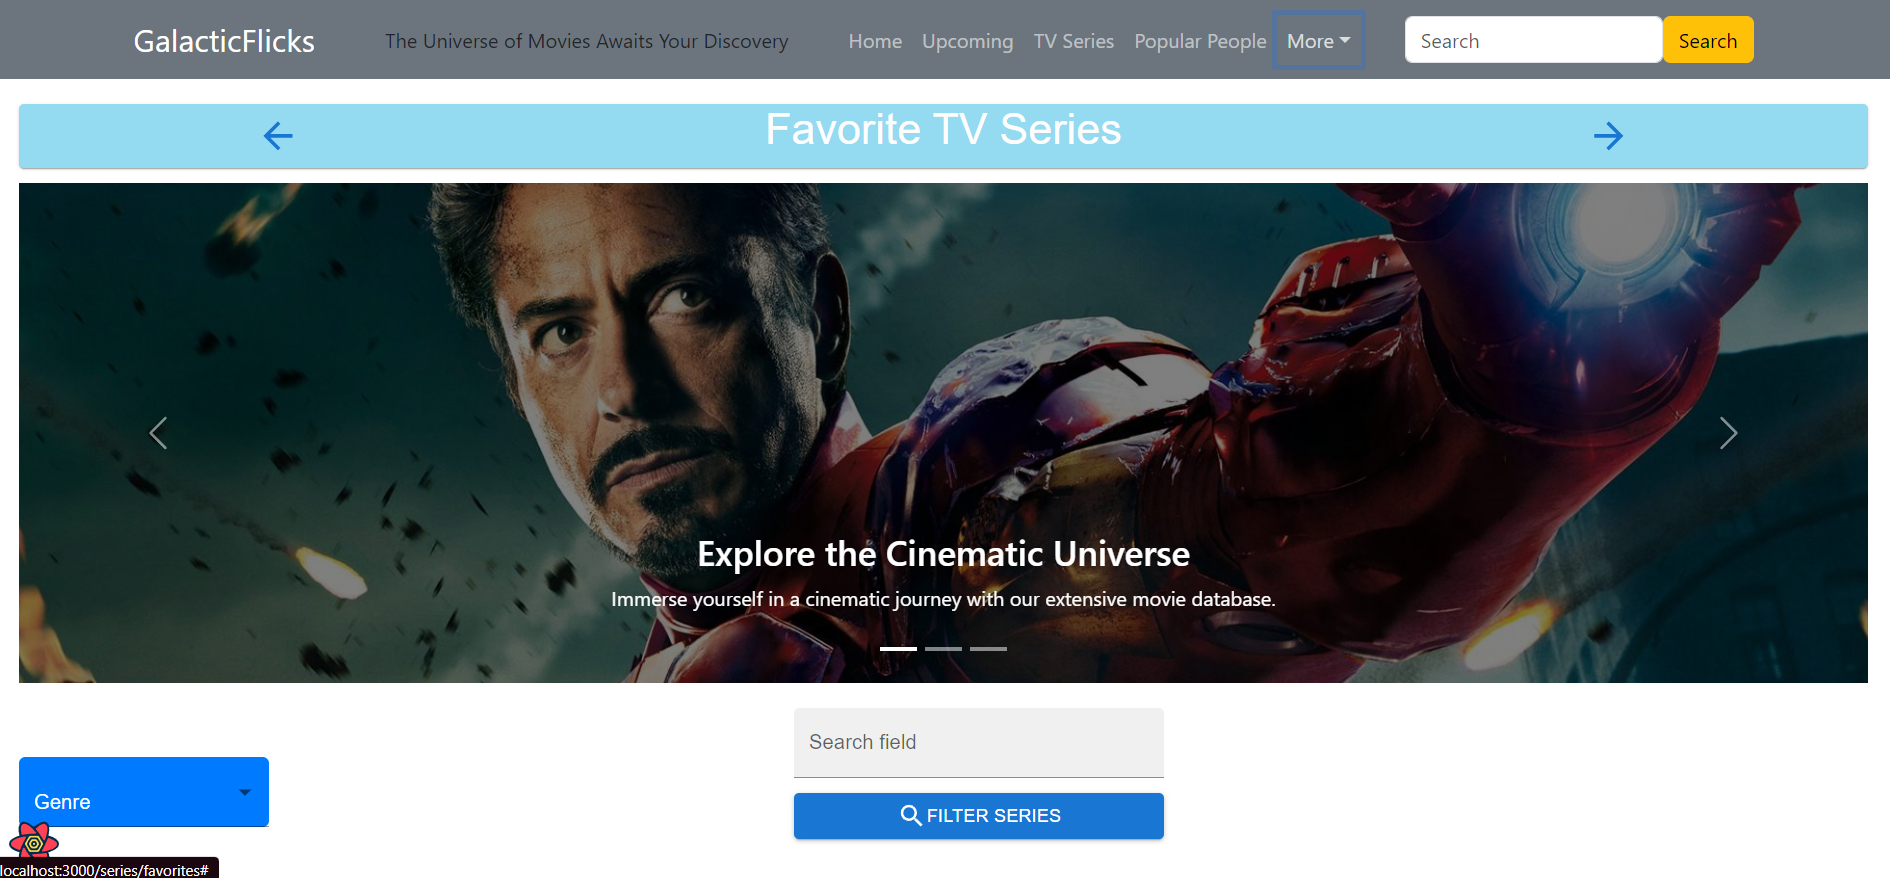 GalacticFlicks
The Universe of Movies Awaits Your Discovery
Home Upcoming TV Series Popular People More
Search
Search
Favorite TV Series
Explore the Cinematic Universe
Immerse yourself in a cinematic journey with our extensive movie database.
Search field
Genre
FILTER SERIES
localhost:3000/series/favorites#